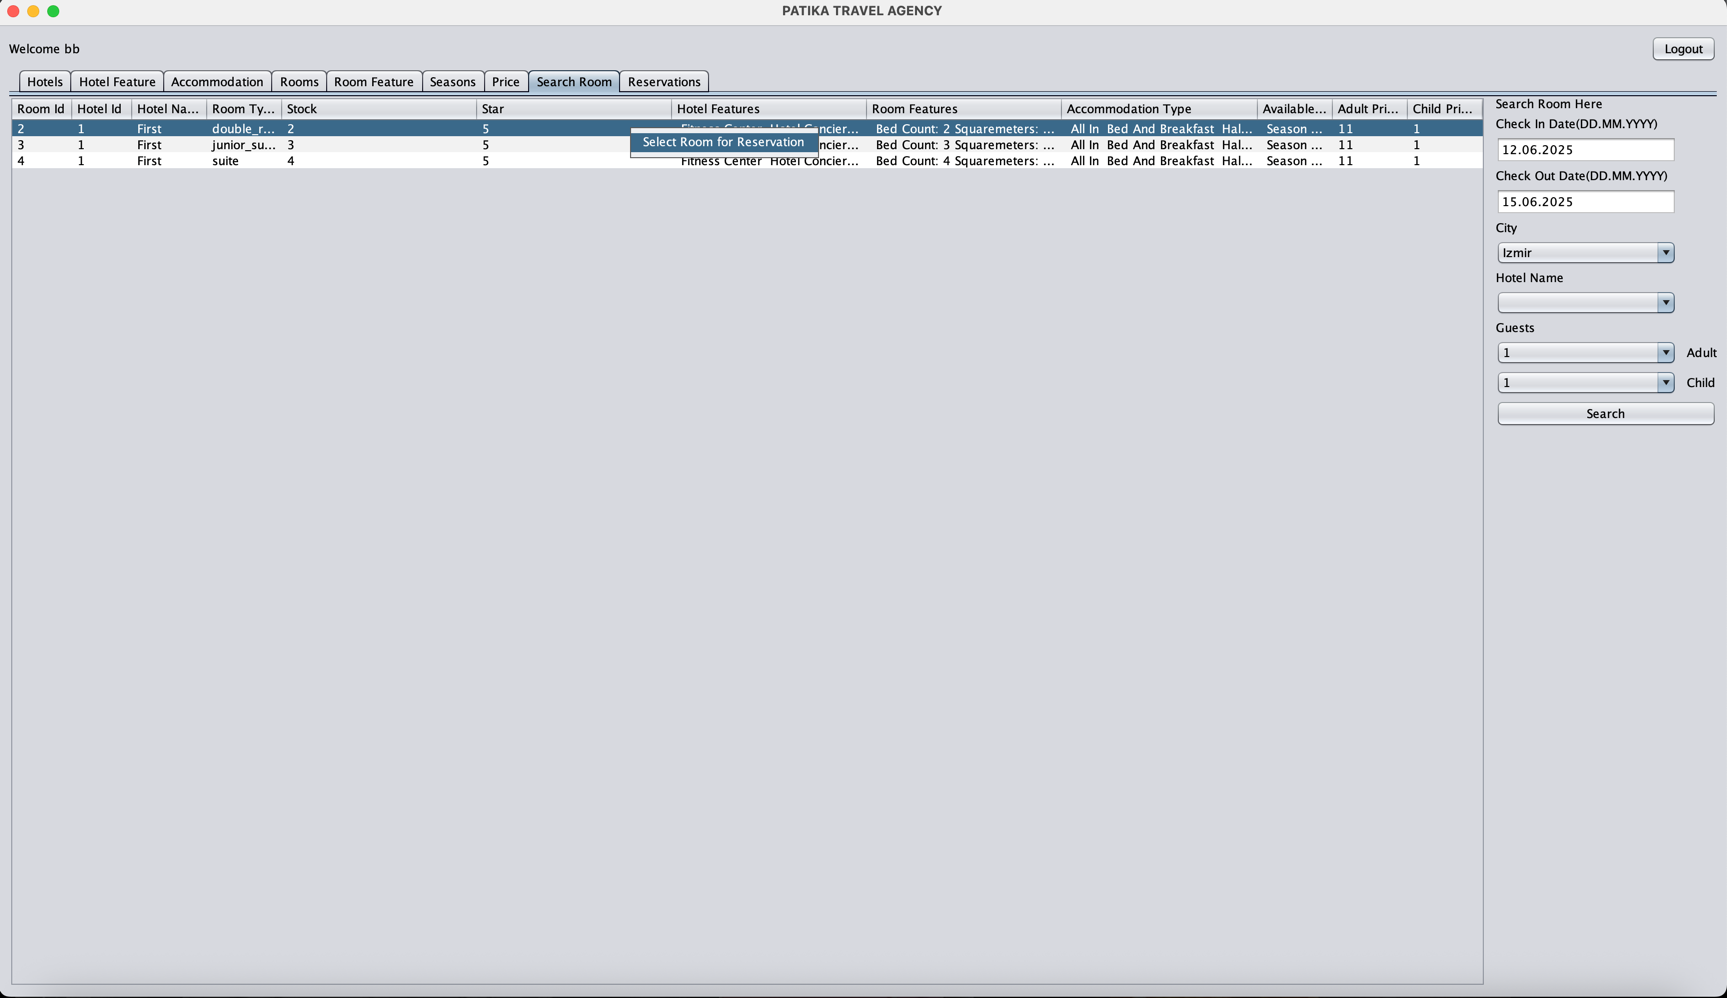 PATIKA TRAVEL AGENCY
Welcome bb
Logout
Hotels Hotel Feature Accommodation Rooms Room Feature Seasons Price Search Room Reservations
Room Id Hotel Id Hotel Na... Room Ty... Stock Star Hotel Features Room Features Accommodation Type Available... Adult Pri... Child Pri...
2 1 First double_r... 2 5 Fitness Center Hotel Concier... Bed Count: 2 Squaremeters: ... All In Bed And Breakfast Hal... Season ... 11 1
Select Room for Reservation
3 1 First junior_su... 3 5 ncier... Bed Count: 3 Squaremeters: ... All In Bed And Breakfast Hal... Season ... 11 1
4 1 First suite 4 5 Fitness Center Hotel Concier... Bed Count: 4 Squaremeters: ... All In Bed And Breakfast Hal... Season ... 11 1
Search Room Here
Check In Date(DD.MM.YYYY)
12.06.2025
Check Out Date(DD.MM.YYYY)
15.06.2025
City
Izmir
Hotel Name
Guests
1 Adult
1 Child
Search